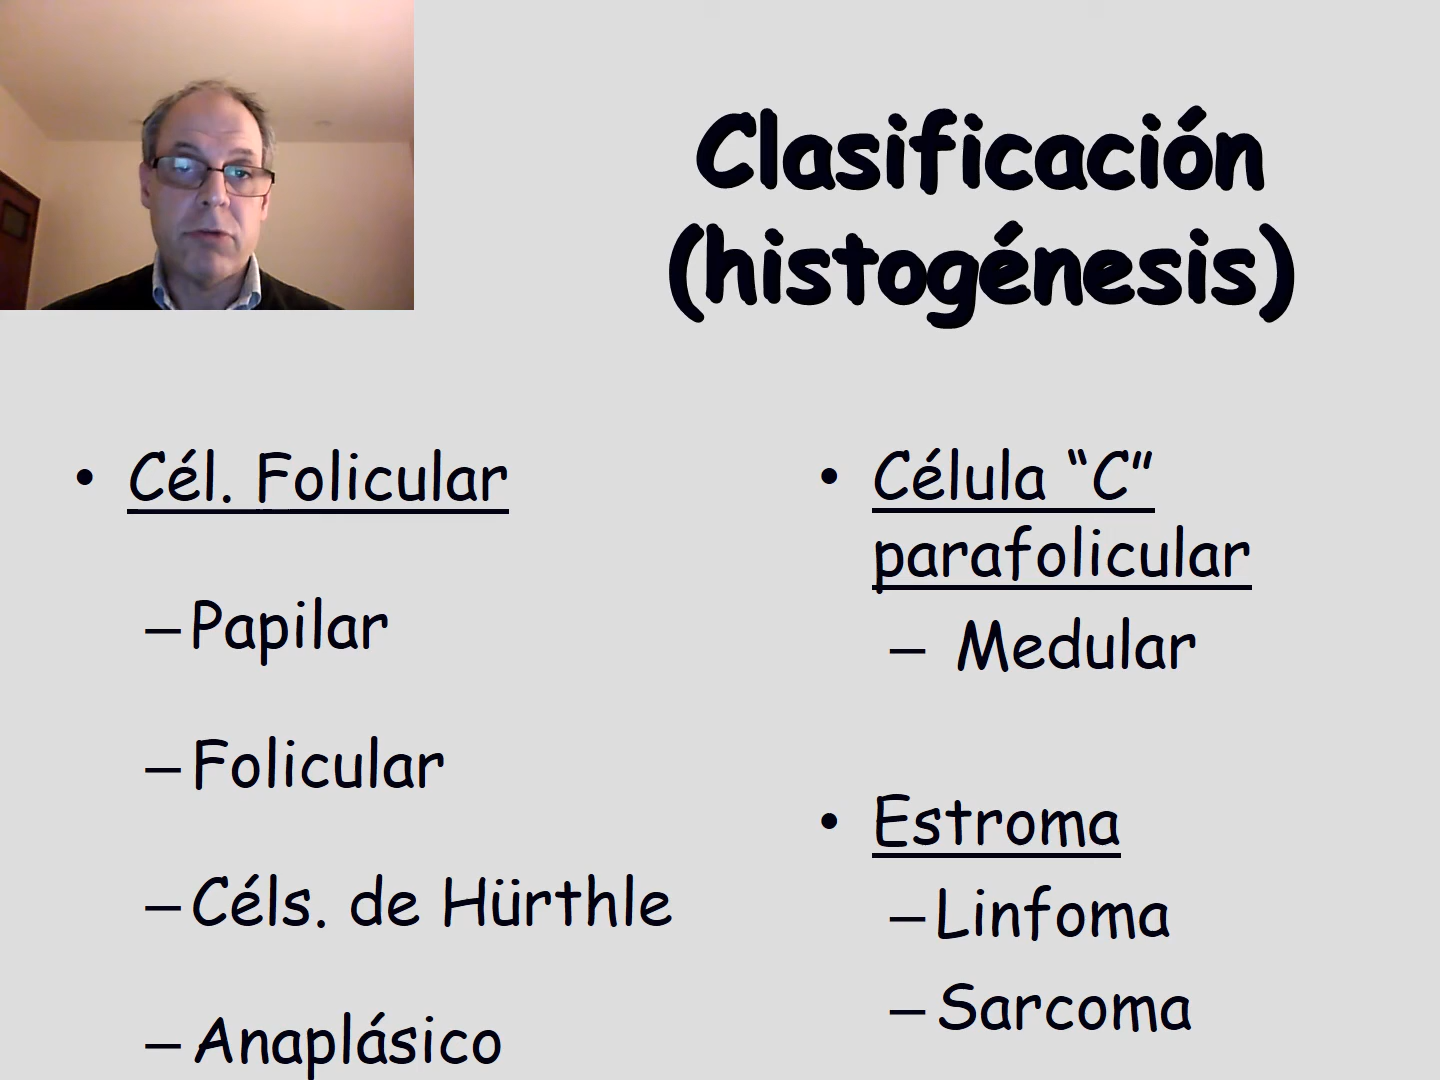 Clasificación
(histogénesis)
• Cél. Folicular
– Papilar
– Folicular
– Céls. de Hürthle
– Anaplásico
• Célula “C”
parafolicular
– Medular
• Estroma
– Linfoma
– Sarcoma